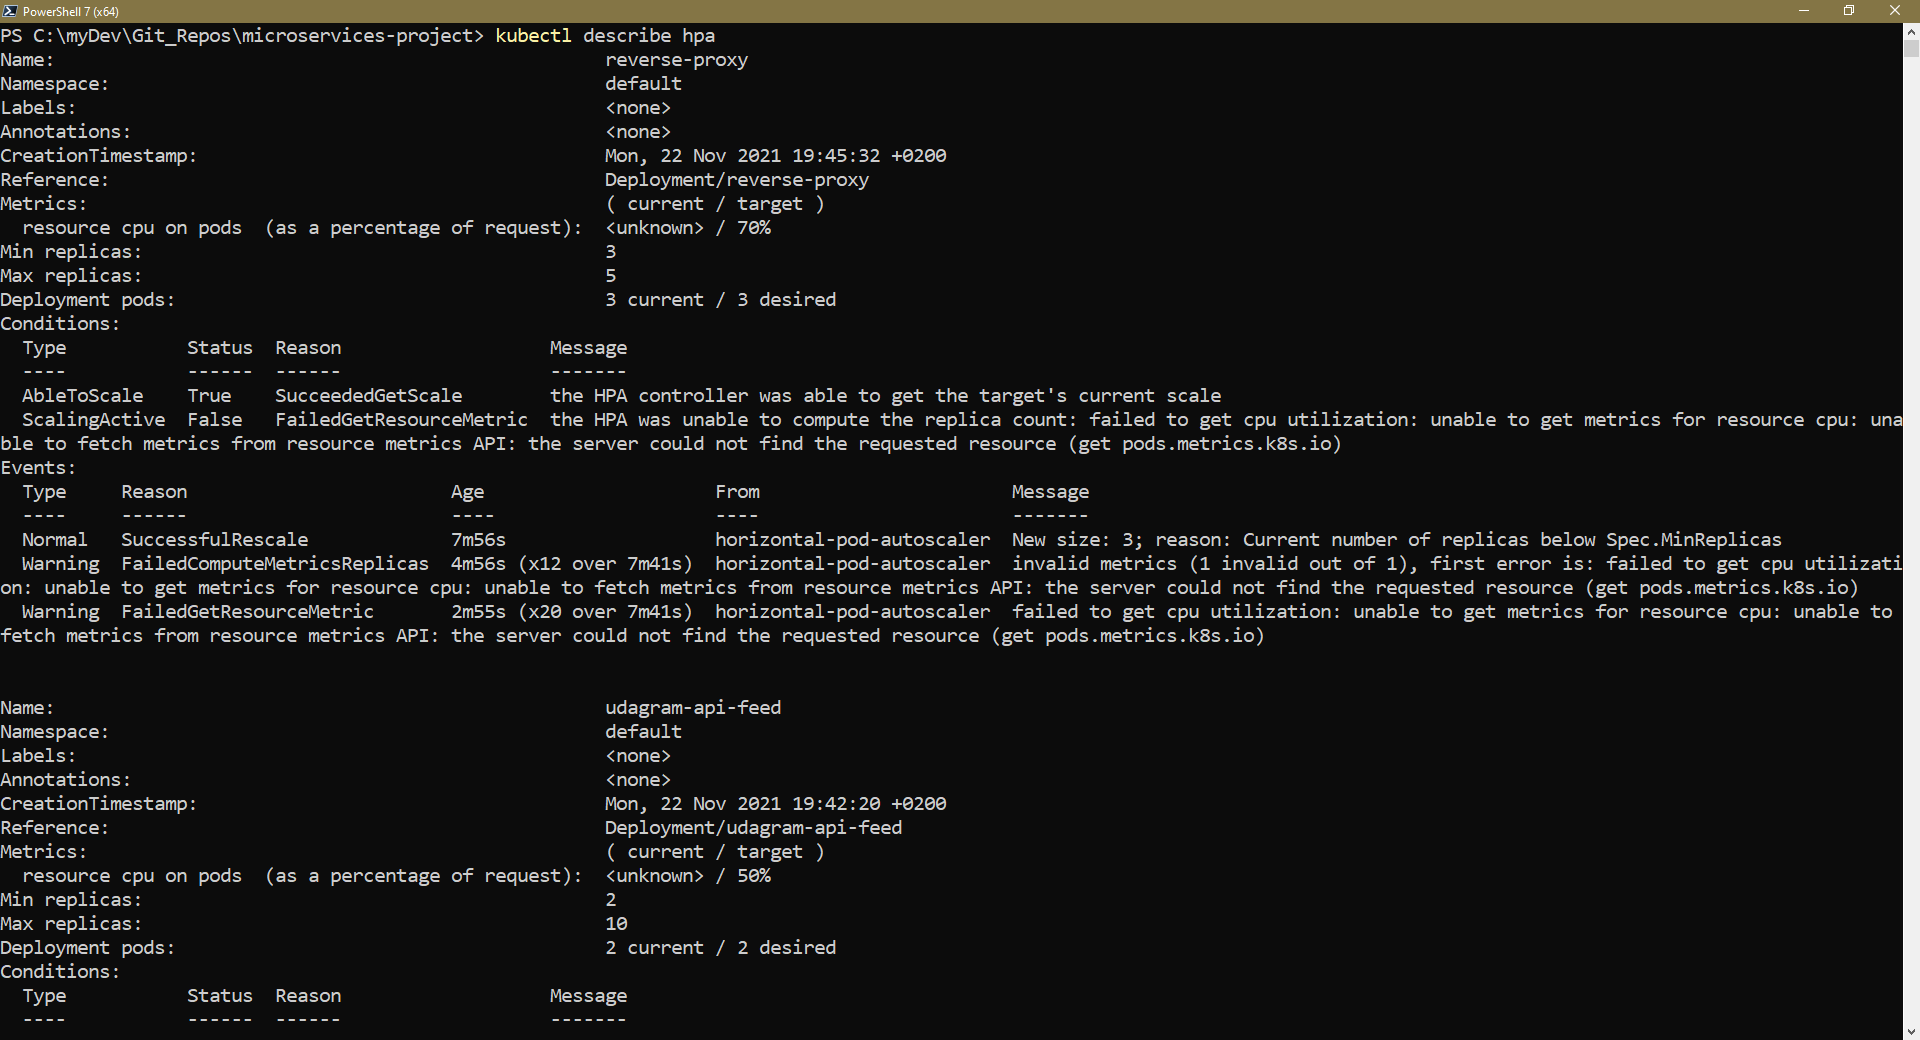 PowerShell 7 (x64)
PS C:\myDev\Git_Repos\microservices-project> kubectl describe hpa
Name:                                                  reverse-proxy
Namespace:                                             default
Labels:                                                <none>
Annotations:                                           <none>
CreationTimestamp:                                     Mon, 22 Nov 2021 19:45:32 +0200
Reference:                                             Deployment/reverse-proxy
Metrics:                                               ( current / target )
  resource cpu on pods  (as a percentage of request):  <unknown> / 70%
Min replicas:                                          3
Max replicas:                                          5
Deployment pods:                                       3 current / 3 desired
Conditions:
  Type           Status  Reason                   Message
  ----           ------  ------                   -------
  AbleToScale    True    SucceededGetScale        the HPA controller was able to get the target's current scale
  ScalingActive  False   FailedGetResourceMetric  the HPA was unable to compute the replica count: failed to get cpu utilization: unable to get metrics for resource cpu: una
ble to fetch metrics from resource metrics API: the server could not find the requested resource (get pods.metrics.k8s.io)
Events:
  Type     Reason                        Age                     From                       Message
  ----     ------                        ----                    ----                       -------
  Normal   SuccessfulRescale             7m56s                   horizontal-pod-autoscaler  New size: 3; reason: Current number of replicas below Spec.MinReplicas
  Warning  FailedComputeMetricsReplicas  4m56s (x12 over 7m41s)  horizontal-pod-autoscaler  invalid metrics (1 invalid out of 1), first error is: failed to get cpu utilizati
on: unable to get metrics for resource cpu: unable to fetch metrics from resource metrics API: the server could not find the requested resource (get pods.metrics.k8s.io)
  Warning  FailedGetResourceMetric       2m55s (x20 over 7m41s)  horizontal-pod-autoscaler  failed to get cpu utilization: unable to get metrics for resource cpu: unable to
fetch metrics from resource metrics API: the server could not find the requested resource (get pods.metrics.k8s.io)
Name:                                                  udagram-api-feed
Namespace:                                             default
Labels:                                                <none>
Annotations:                                           <none>
CreationTimestamp:                                     Mon, 22 Nov 2021 19:42:20 +0200
Reference:                                             Deployment/udagram-api-feed
Metrics:                                               ( current / target )
  resource cpu on pods  (as a percentage of request):  <unknown> / 50%
Min replicas:                                          2
Max replicas:                                          10
Deployment pods:                                       2 current / 2 desired
Conditions:
  Type           Status  Reason                   Message
  ----           ------  ------                   -------